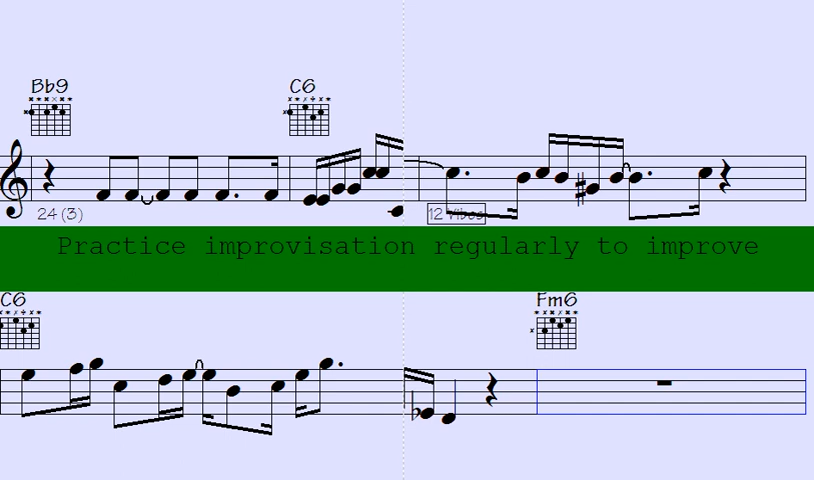 Bb9 C6
24 (3) 12 Vibes
Practice improvisation regularly to improve
C6 Fm6